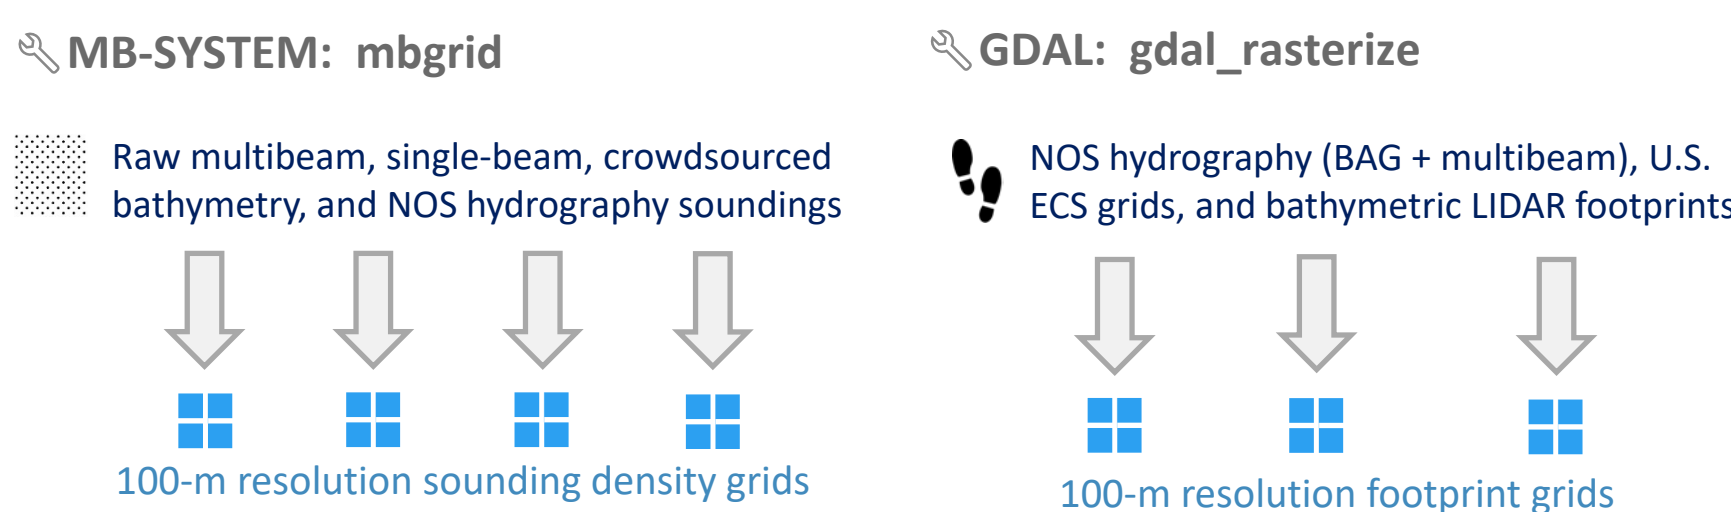 MB-SYSTEM: mbgrid
Raw multibeam, single-beam, crowdsourced
bathymetry, and NOS hydrography soundings
100-m resolution sounding density grids
GDAL: gdal_rasterize
NOS hydrography (BAG + multibeam), U.S.
ECS grids, and bathymetric LIDAR footprints
100-m resolution footprint grids